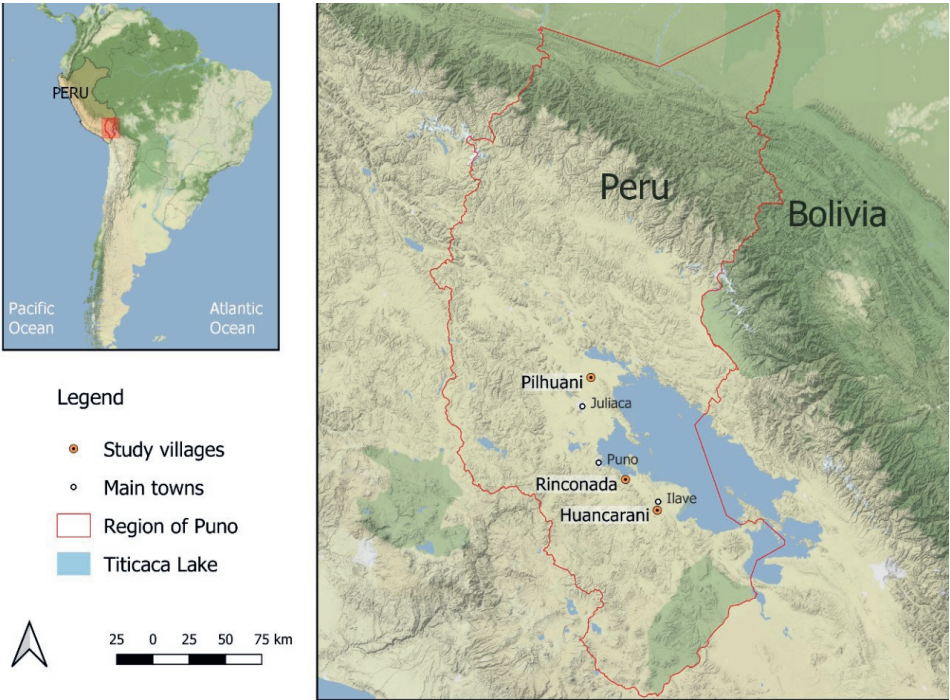 PERU
Pacific
Ocean
Atlantic
Ocean
Legend
Study villages
Main towns
Region of Puno
Titicaca Lake
25 0 25 50 75 km
Peru
Bolivia
Pilhuani
Juliaca
Puno
Rinconada
Ilave
Huancarani